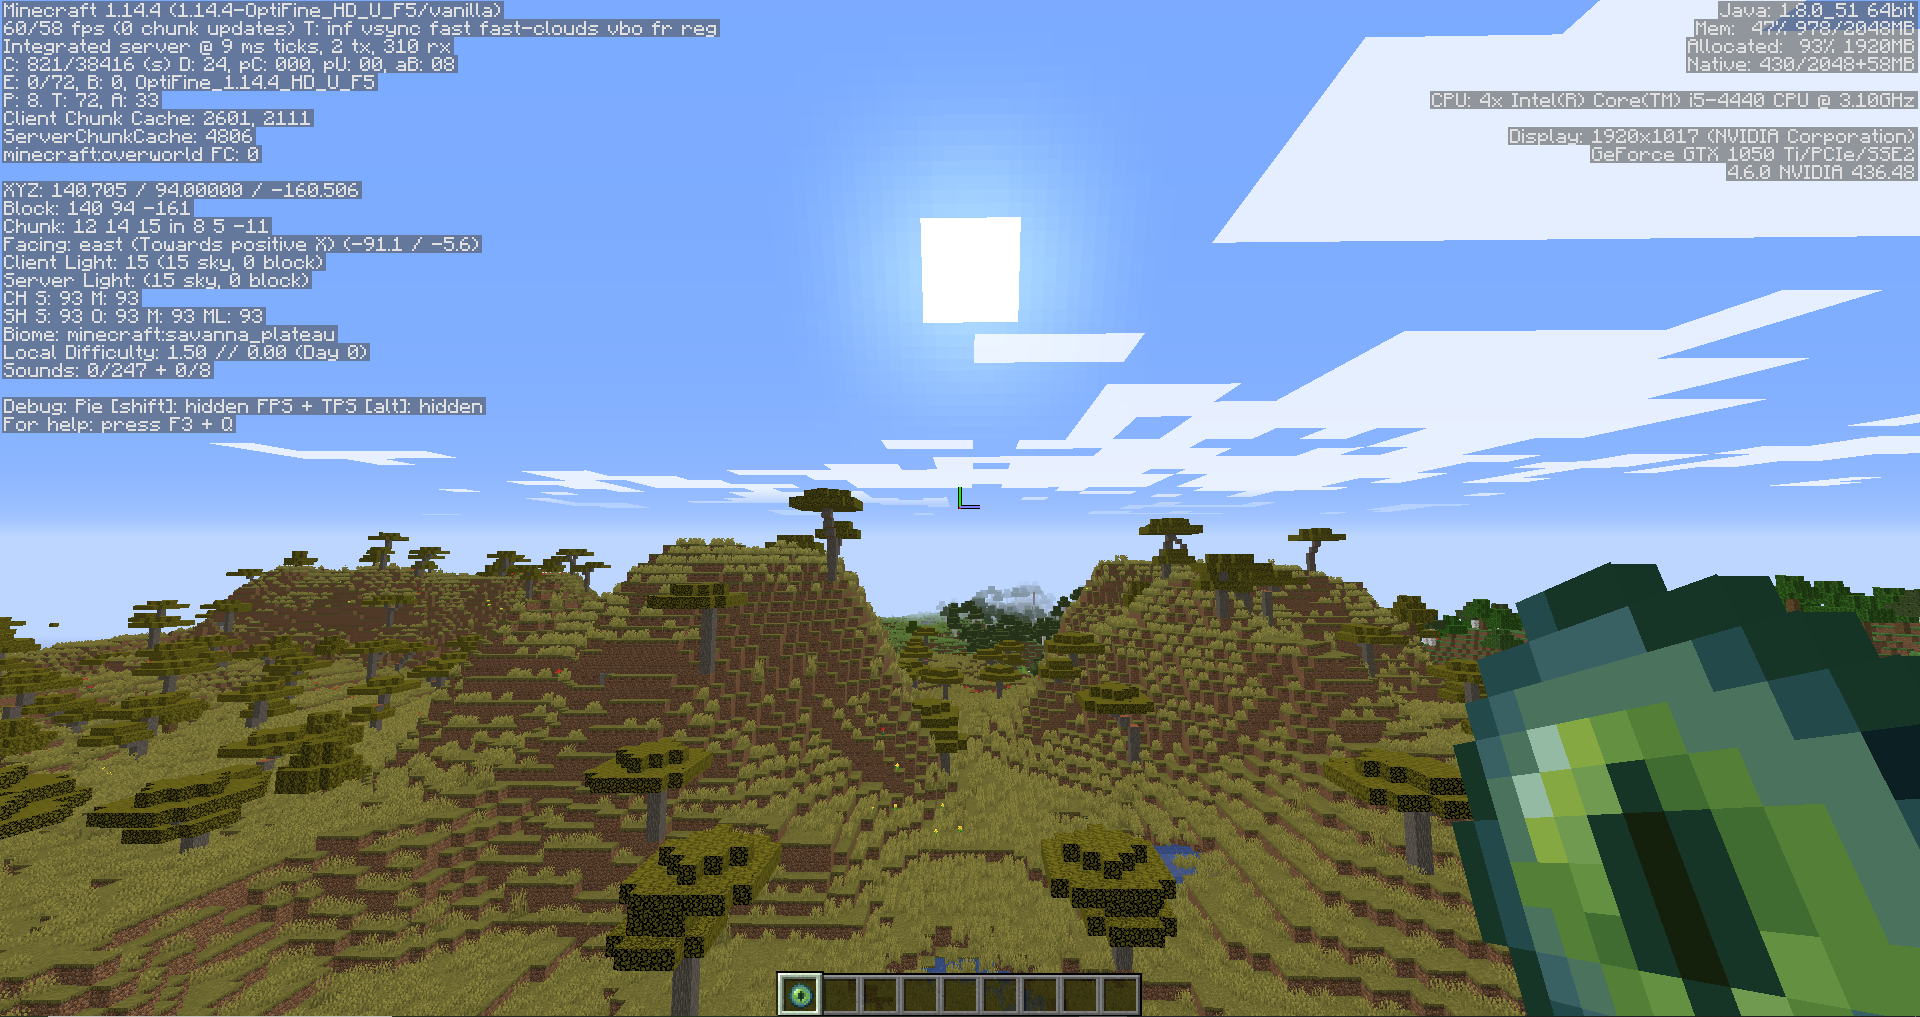 Minecraft 1.14.4 (1.14.4-OptiFine_HD_U_F5/vanilla)
60/58 fps (0 chunk updates) T: inf vsync fast fast-clouds vbo fr reg
Integrated server @ 9 ms ticks, 2 tx, 310 rx
C: 821/38416 (s) D: 24, pC: 000, pU: 00, aB: 08
E: 0/72, B: 0, OptiFine_1.14.4_HD_U_F5
P: 8. T: 72, A: 33
Client Chunk Cache: 2601, 2111
ServerChunkCache: 4806
minecraft:overworld FC: 0
XYZ: 140.705 / 94.00000 / -160.506
Block: 140 94 -161
Chunk: 12 14 15 in 8 5 -11
Facing: east (Towards positive X) (-91.1 / -5.6)
Client Light: 15 (15 sky, 0 block)
Server Light: (15 sky, 0 block)
CH S: 93 M: 93
SH S: 93 O: 93 M: 93 ML: 93
Biome: minecraft:savanna_plateau
Local Difficulty: 1.50 // 0.00 (Day 0)
Sounds: 0/247 + 0/8
Debug: Pie [shift]: hidden FPS + TPS [alt]: hidden
For help: press F3 + Q
Java: 1.8.0_51 64bit
Mem: 47% 978/2048MB
Allocated: 93% 1920MB
Native: 430/2048+58MB
CPU: 4x Intel(R) Core(TM) i5-4440 CPU @ 3.10GHz
Display: 1920x1017 (NVIDIA Corporation)
GeForce GTX 1050 Ti/PCIe/SSE2
4.6.0 NVIDIA 436.48